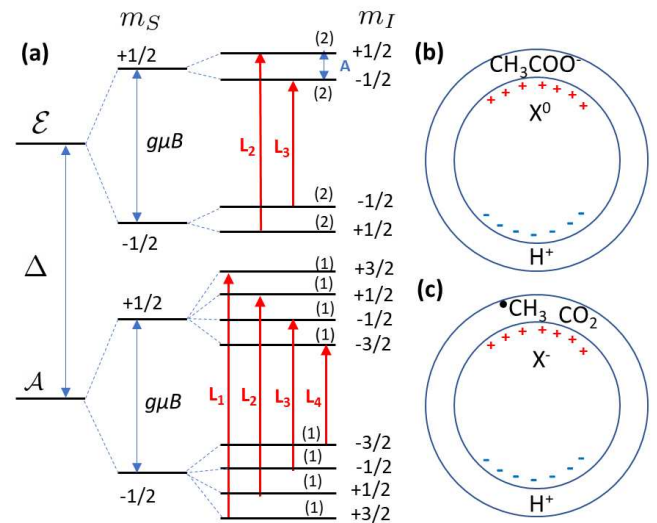 (a)
m_S
m_I
ℰ
+1/2
gμB
-1/2
(2)
+1/2
A
-1/2
(2)
L₂
L₃
(2)
-1/2
(2)
+1/2
Δ
𝒜
+1/2
gμB
-1/2
(1)
+3/2
(1)
+1/2
(1)
-1/2
(1)
-3/2
L₁
L₂
L₃
L₄
(1)
-3/2
(1)
-1/2
(1)
+1/2
(1)
+3/2
(b)
CH₃COO⁻
+ + + + + + +
X⁰
- - - - - -
H⁺
(c)
•CH₃ CO₂
+ + + + + + +
X⁻
- - - - - -
H⁺